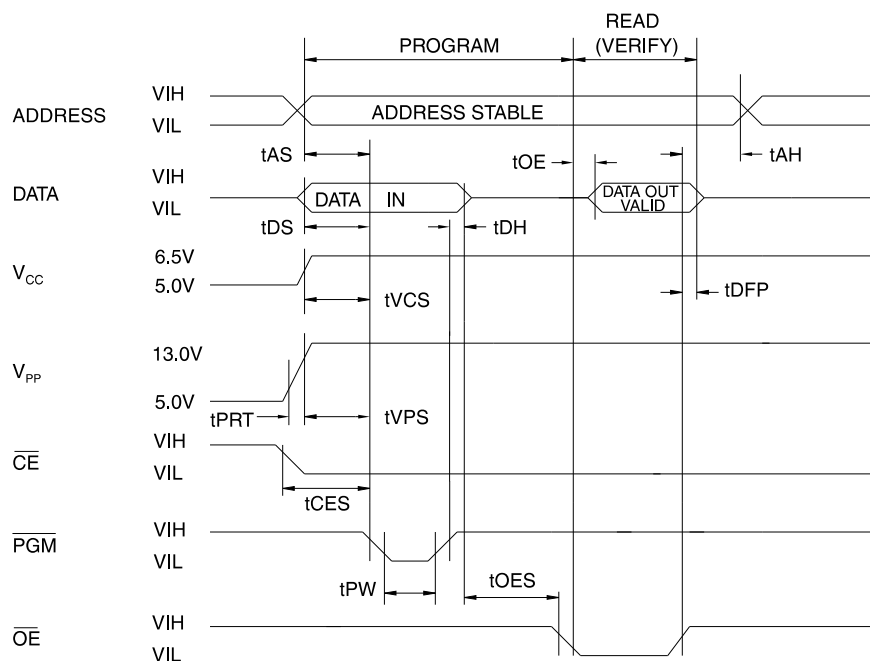 READ
PROGRAM (VERIFY)
ADDRESS VIH
VIL
ADDRESS STABLE
tAS tOE tAH
DATA VIH
VIL
DATA IN
DATA OUT
VALID
tDS tDH
VCC 6.5V
5.0V
tVCS tDFP
VPP 13.0V
5.0V
tPRT tVPS
CE VIH
VIL
tCES
PGM VIH
VIL
tPW tOES
OE VIH
VIL